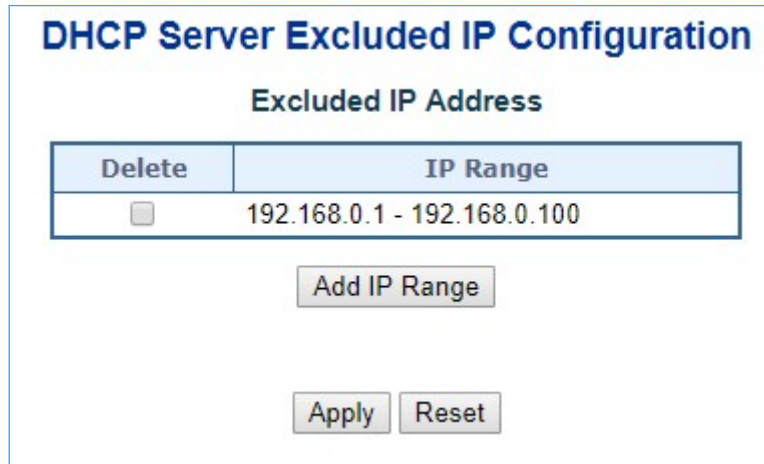 DHCP Server Excluded IP Configuration
Excluded IP Address
Delete IP Range
192.168.0.1 - 192.168.0.100
Add IP Range
Apply Reset